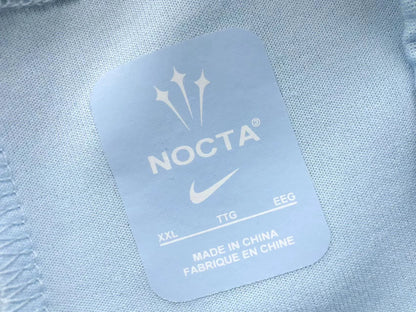 NOCTA®
XXL TTG EEG
MADE IN CHINA
FABRIQUE EN CHINE